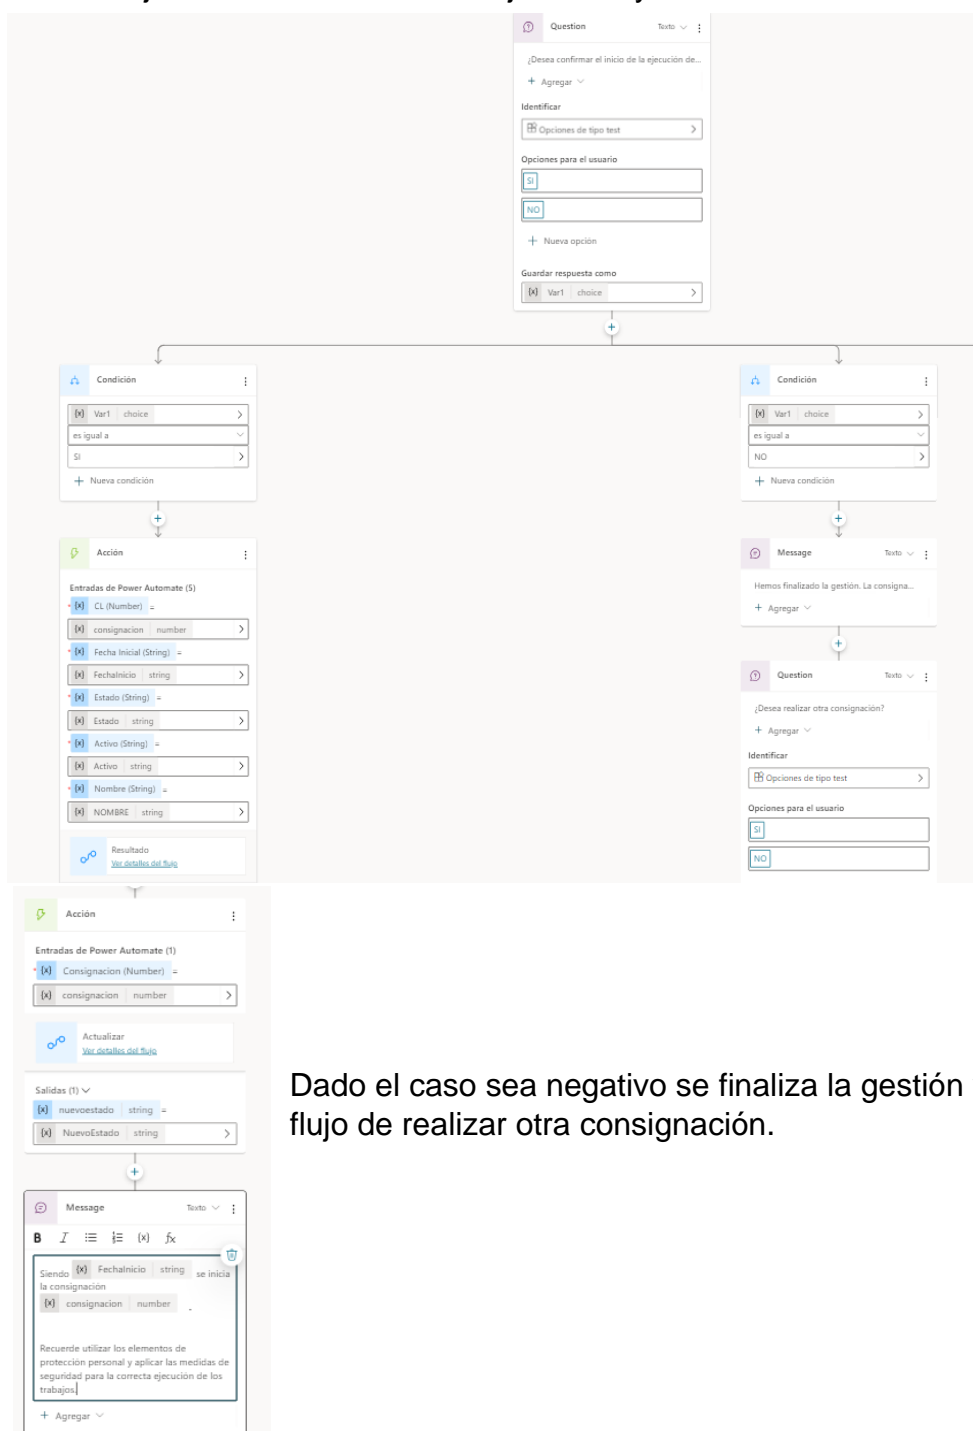 Question Texto
¿Desea confirmar el inicio de la ejecución de...
+ Agregar
Identificar
Opciones de tipo test
Opciones para el usuario
SI
NO
+ Nueva opción
Guardar respuesta como
{x} Var1 choice
Condición
{x} Var1 choice
es igual a
SI
+ Nueva condición
Acción
Entradas de Power Automate (5)
* {x} CL (Number) =
{x} consignacion number
* {x} Fecha Inicial (String) =
{x} FechaInicio string
* {x} Estado (String) =
{x} Estado string
* {x} Activo (String) =
{x} Activo string
* {x} Nombre (String) =
{x} NOMBRE string
Resultado
Ver detalles del flujo
Condición
{x} Var1 choice
es igual a
NO
+ Nueva condición
Message Texto
Hemos finalizado la gestión. La consigna...
+ Agregar
Question Texto
¿Desea realizar otra consignación?
+ Agregar
Identificar
Opciones de tipo test
Opciones para el usuario
SI
NO
Acción
Entradas de Power Automate (1)
* {x} Consignacion (Number) =
{x} consignacion number
Actualizar
Ver detalles del flujo
Salidas (1)
{x} nuevoestado string =
{x} NuevoEstado string
Message Texto
B I {x} fx
Siendo {x} FechaInicio string se inicia
la consignación
{x} consignacion number .
Recuerde utilizar los elementos de
protección personal y aplicar las medidas de
seguridad para la correcta ejecución de los
trabajos.
+ Agregar
Dado el caso sea negativo se finaliza la gestión
flujo de realizar otra consignación.